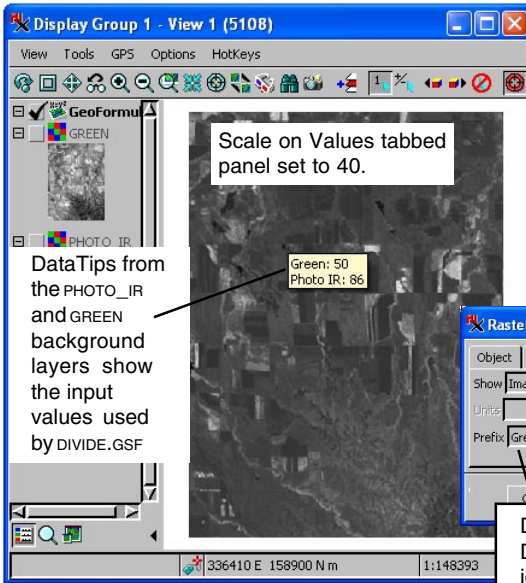 Display Group 1 - View 1 (5108)
View Tools GPS Options HotKeys
GeoFormul
GREEN
PHOTO_IR
Scale on Values tabbed
panel set to 40.
DataTips from
the PHOTO_IR
and GREEN
background
layers show
the input
values used
by DIVIDE.GSF
Green: 50
Photo IR: 86
Raste
Object
Show Ima
Units
Prefix Gre
336410 E 158900 N m
1:148393